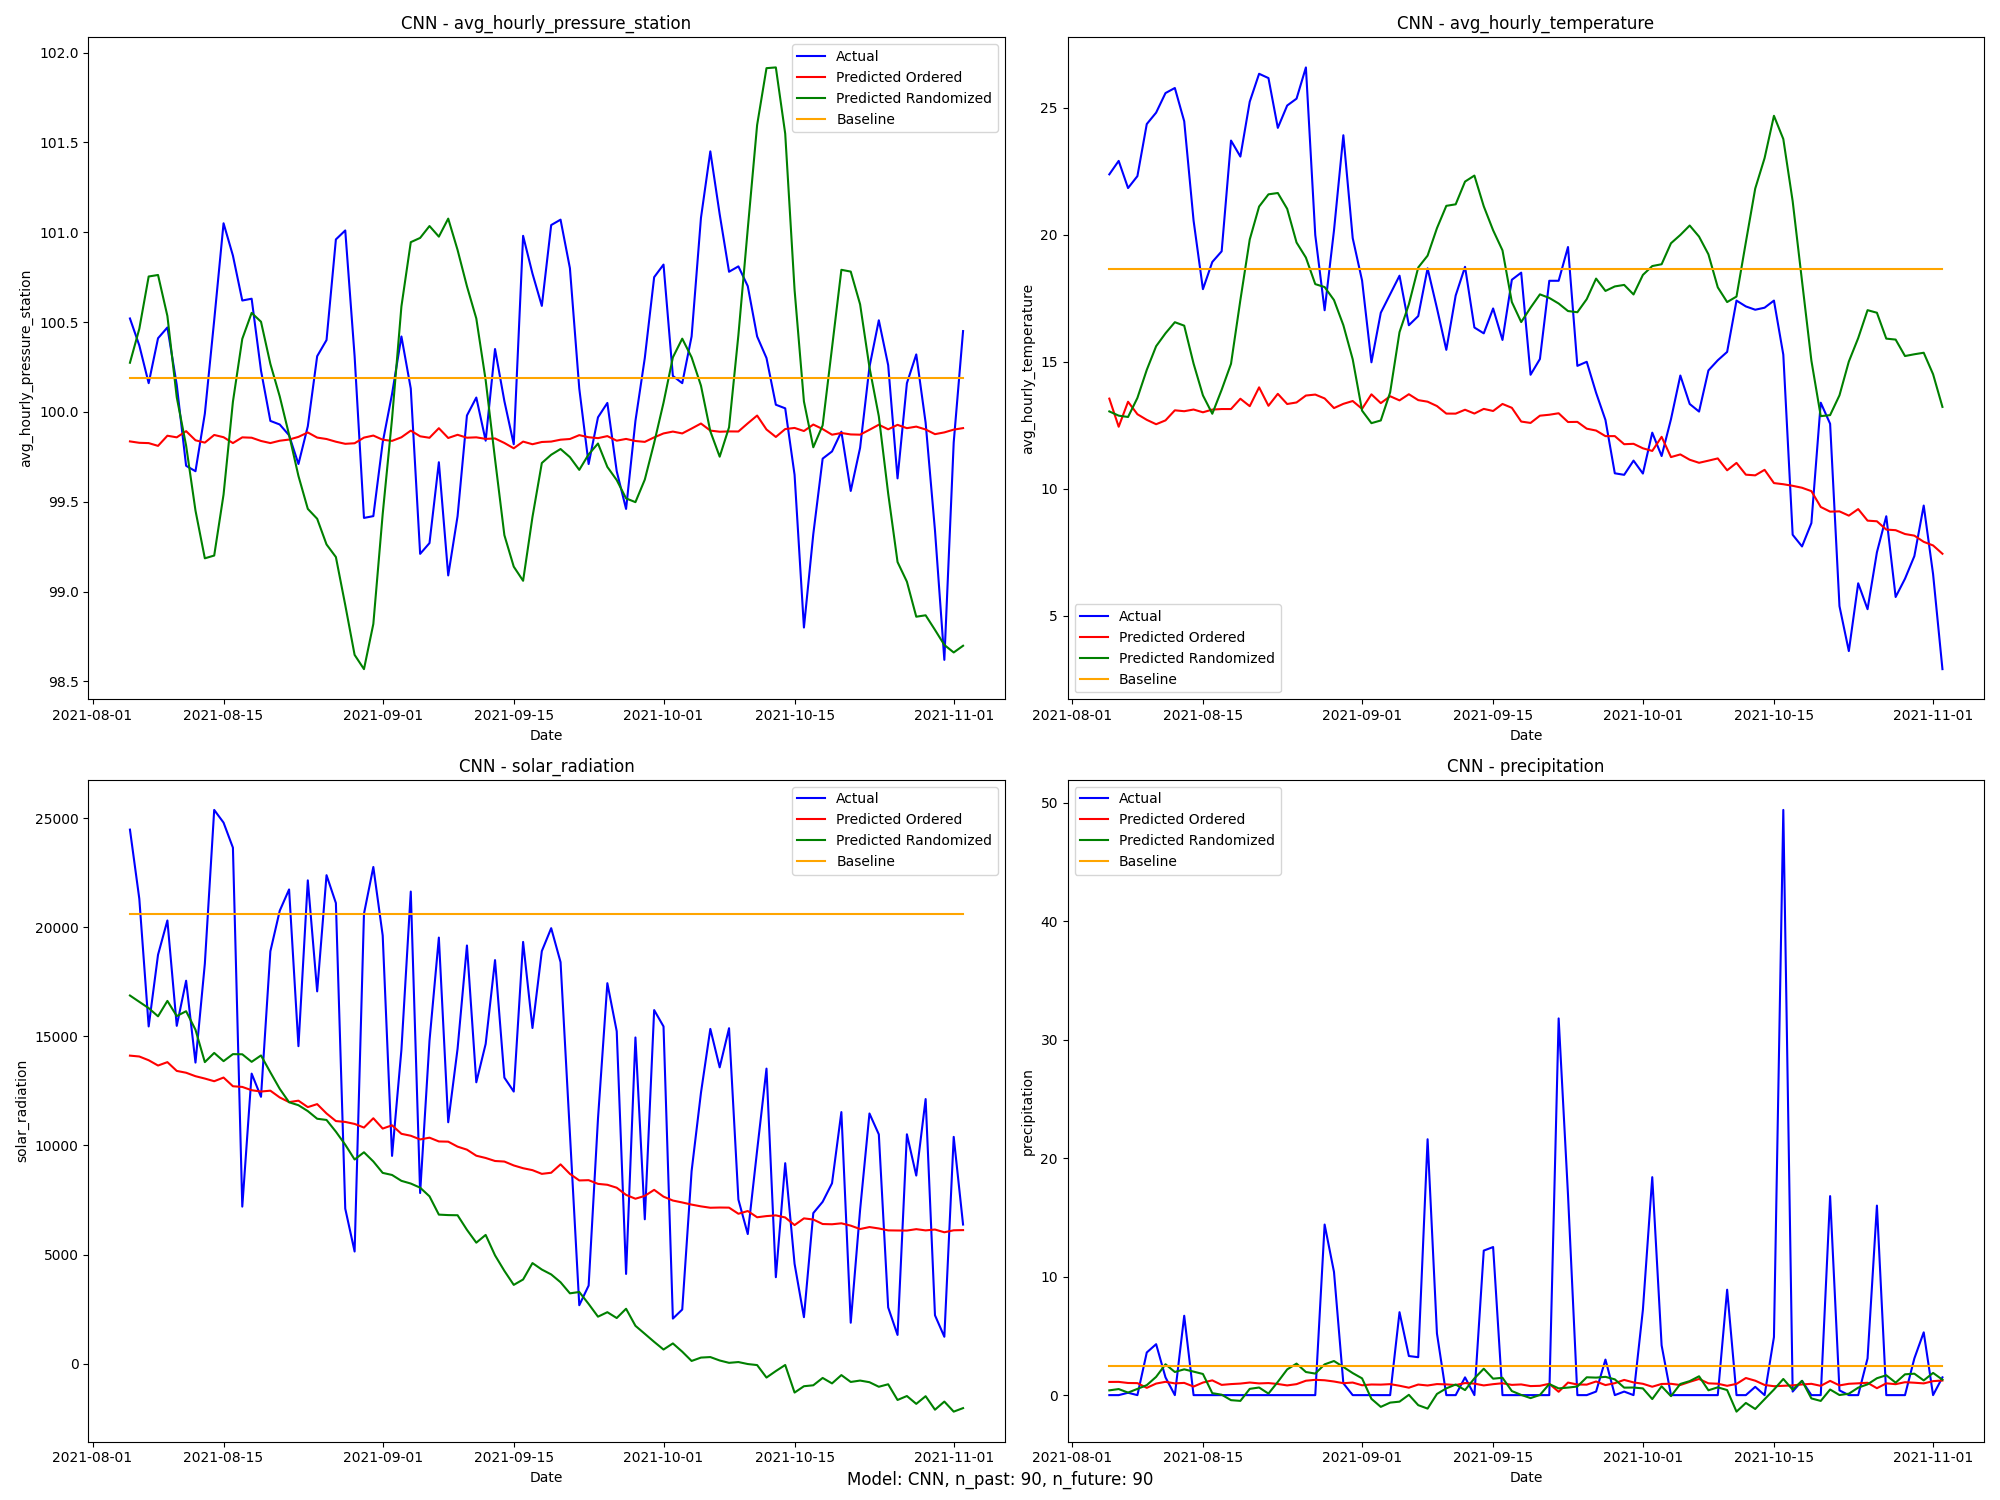 CNN - avg_hourly_pressure_station
avg_hourly_pressure_station
102.0
101.5
101.0
100.5
100.0
99.5
99.0
98.5
Actual
Predicted Ordered
Predicted Randomized
Baseline
2021-08-01 2021-08-15 2021-09-01 2021-09-15 2021-10-01 2021-10-15 2021-11-01
Date
CNN - avg_hourly_temperature
avg_hourly_temperature
25
20
15
10
5
Actual
Predicted Ordered
Predicted Randomized
Baseline
2021-08-01 2021-08-15 2021-09-01 2021-09-15 2021-10-01 2021-10-15 2021-11-01
Date
CNN - solar_radiation
solar_radiation
25000
20000
15000
10000
5000
0
Actual
Predicted Ordered
Predicted Randomized
Baseline
2021-08-01 2021-08-15 2021-09-01 2021-09-15 2021-10-01 2021-10-15 2021-11-01
Date
CNN - precipitation
precipitation
50
40
30
20
10
0
Actual
Predicted Ordered
Predicted Randomized
Baseline
2021-08-01 2021-08-15 2021-09-01 2021-09-15 2021-10-01 2021-10-15 2021-11-01
Date
Model: CNN, n_past: 90, n_future: 90